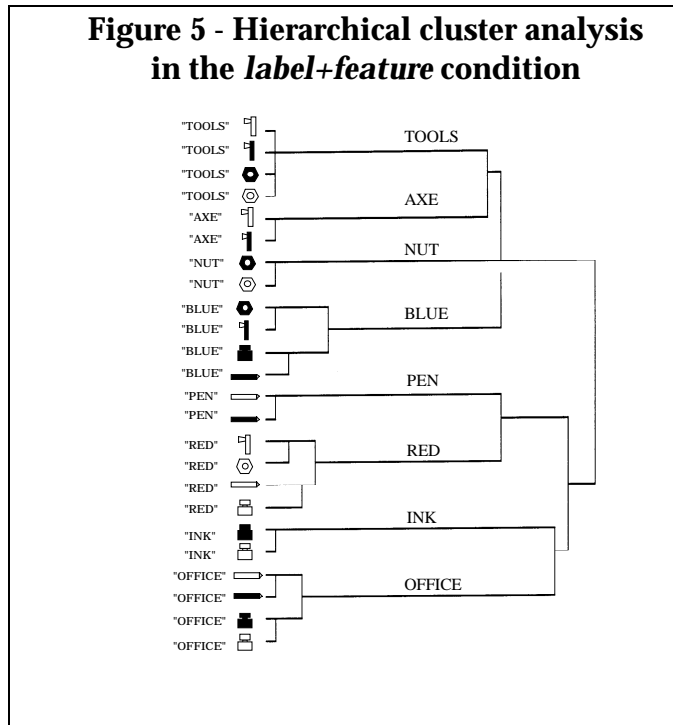 Figure 5 - Hierarchical cluster analysis
in the label+feature condition
"TOOLS"
TOOLS
"TOOLS"
"TOOLS"
"TOOLS"
AXE
"AXE"
"AXE"
NUT
"NUT"
"NUT"
"BLUE"
BLUE
"BLUE"
"BLUE"
"BLUE"
PEN
"PEN"
"PEN"
"RED"
RED
"RED"
"RED"
"RED"
INK
"INK"
"INK"
"OFFICE"
OFFICE
"OFFICE"
"OFFICE"
"OFFICE"